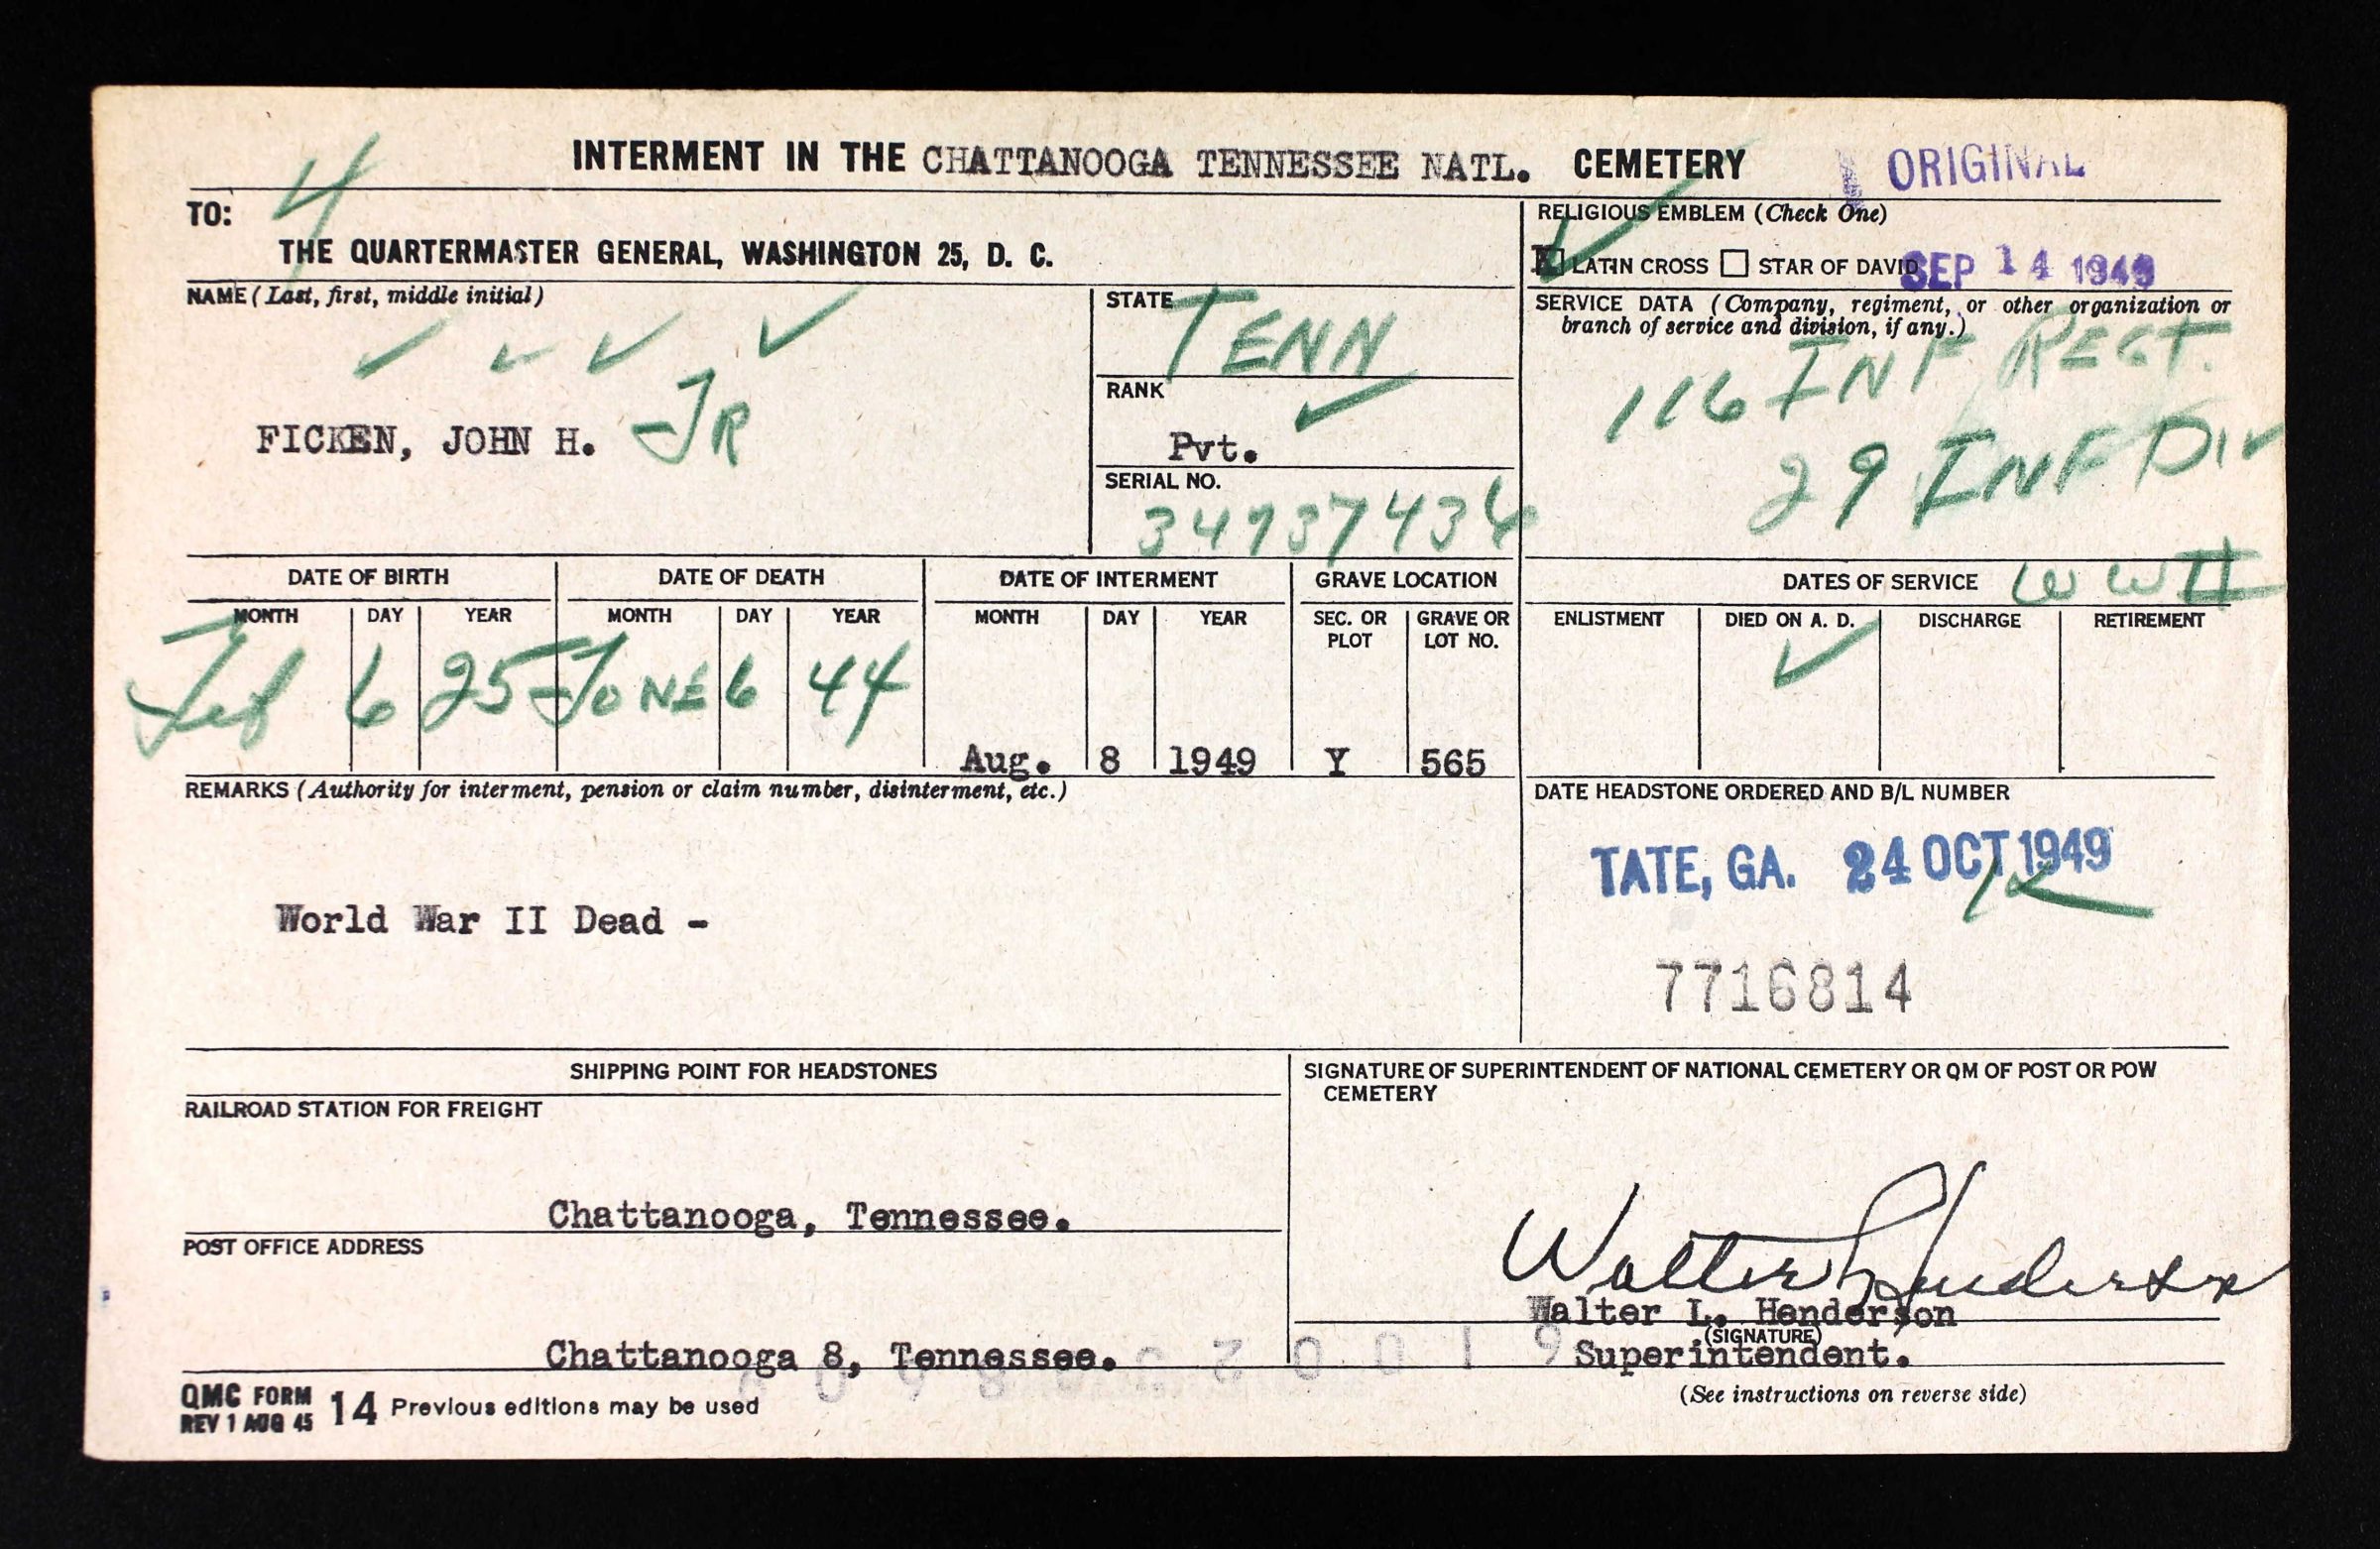 INTERMENT IN THE CHATTANOOGA TENNESSEE NATL. CEMETERY
ORIGINAL
4
TO:
THE QUARTERMASTER GENERAL, WASHINGTON 25, D. C.
RELIGIOUS EMBLEM (Check One)
X LATIN CROSS STAR OF DAVID
SEP 14 1949
NAME (Last, first, middle initial)
FICKEN, JOHN H. JR
STATE
TENN
RANK
Pvt.
SERIAL NO.
34737436
SERVICE DATA (Company, regiment, or other organization or
branch of service and division, if any.)
116 INF REGT.
29 INF DIV
DATE OF BIRTH
MONTH DAY YEAR
Feb 6 25
DATE OF DEATH
MONTH DAY YEAR
JUNE 6 44
DATE OF INTERMENT
MONTH DAY YEAR
Aug. 8 1949
GRAVE LOCATION
SEC. OR PLOT
GRAVE OR LOT NO.
Y 565
DATES OF SERVICE WWII
ENLISTMENT DIED ON A. D. DISCHARGE RETIREMENT
REMARKS (Authority for interment, pension or claim number, disinterment, etc.)
World War II Dead -
DATE HEADSTONE ORDERED AND B/L NUMBER
TATE, GA. 24 OCT 1949
7716814
SHIPPING POINT FOR HEADSTONES
RAILROAD STATION FOR FREIGHT
Chattanooga, Tennessee.
POST OFFICE ADDRESS
Chattanooga 8, Tennessee.
SIGNATURE OF SUPERINTENDENT OF NATIONAL CEMETERY OR QM OF POST OR POW
CEMETERY
Walter L Henderson
Walter L. Henderson
(SIGNATURE)
Superintendent.
(See instructions on reverse side)
QMC FORM
REV 1 AUG 45
14 Previous editions may be used